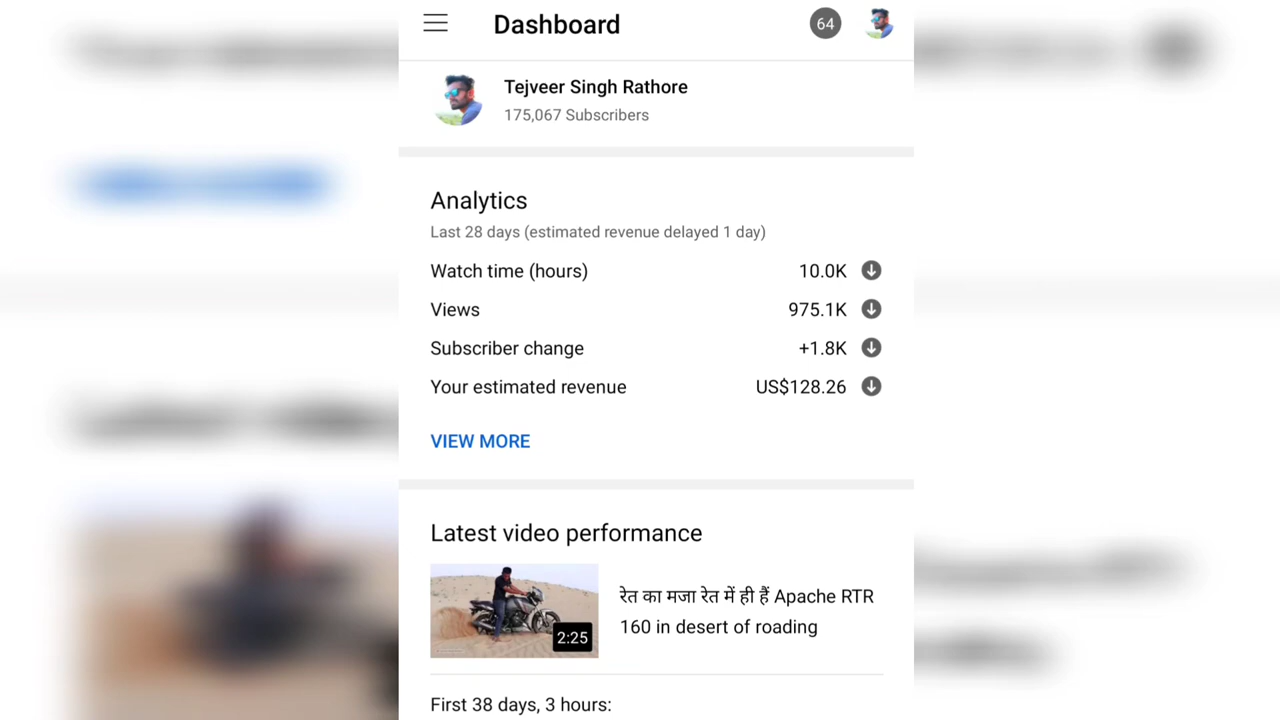 Dashboard
64
Tejveer Singh Rathore
175,067 Subscribers
Analytics
Last 28 days (estimated revenue delayed 1 day)
Watch time (hours) 10.0K
Views 975.1K
Subscriber change +1.8K
Your estimated revenue US$128.26
VIEW MORE
Latest video performance
रेत का मजा रेत में ही हैं Apache RTR
160 in desert of roading
2:25
First 38 days, 3 hours: